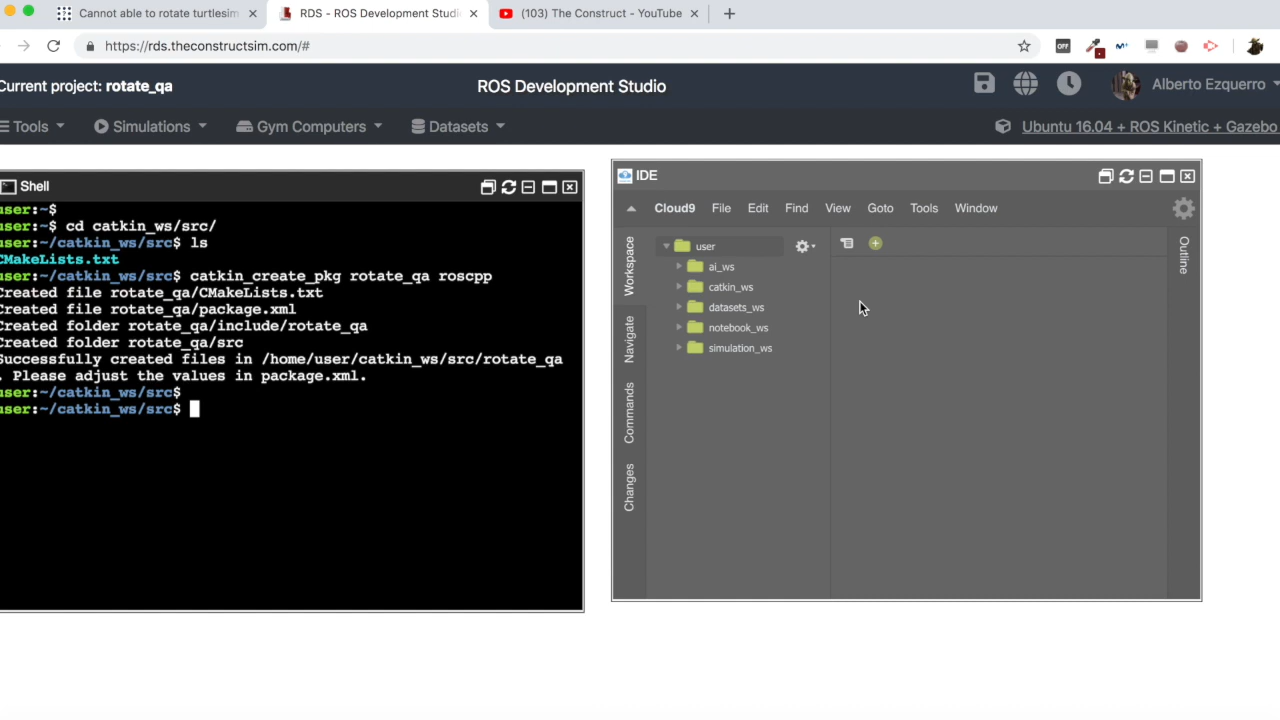 Cannot able to rotate turtlesim
RDS - ROS Development Studi
(103) The Construct - YouTube
https://rds.theconstructsim.com/#
OFF
Current project: rotate_qa
ROS Development Studio
Alberto Ezquerro
Tools
Simulations
Gym Computers
Datasets
Ubuntu 16.04 + ROS Kinetic + Gazebo
Shell
user:~$
user:~$ cd catkin_ws/src/
user:~/catkin_ws/src$ ls
CMakeLists.txt
user:~/catkin_ws/src$ catkin_create_pkg rotate_qa roscpp
Created file rotate_qa/CMakeLists.txt
Created file rotate_qa/package.xml
Created folder rotate_qa/include/rotate_qa
Created folder rotate_qa/src
Successfully created files in /home/user/catkin_ws/src/rotate_qa
. Please adjust the values in package.xml.
user:~/catkin_ws/src$
user:~/catkin_ws/src$
IDE
Cloud9 File Edit Find View Goto Tools Window
Workspace
Navigate
Commands
Changes
user
ai_ws
catkin_ws
datasets_ws
notebook_ws
simulation_ws
Outline